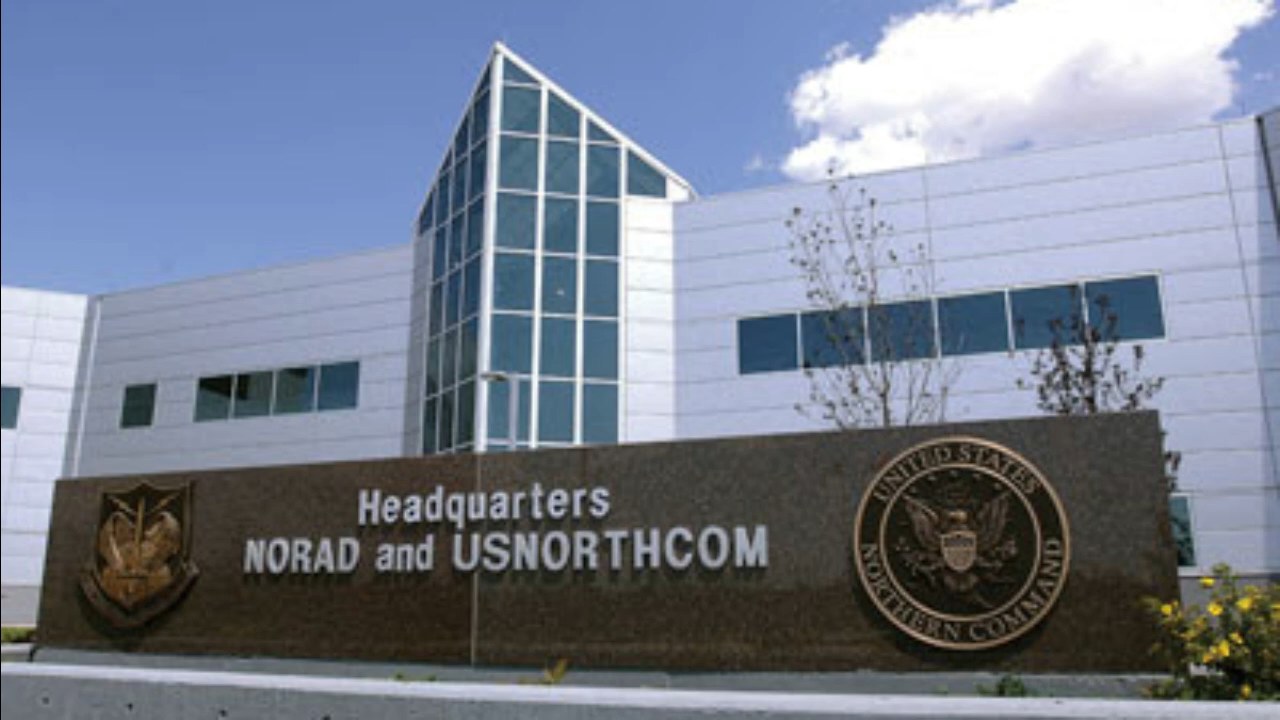 Headquarters
NORAD and USNORTHCOM
UNITED STATES
NORTHERN COMMAND